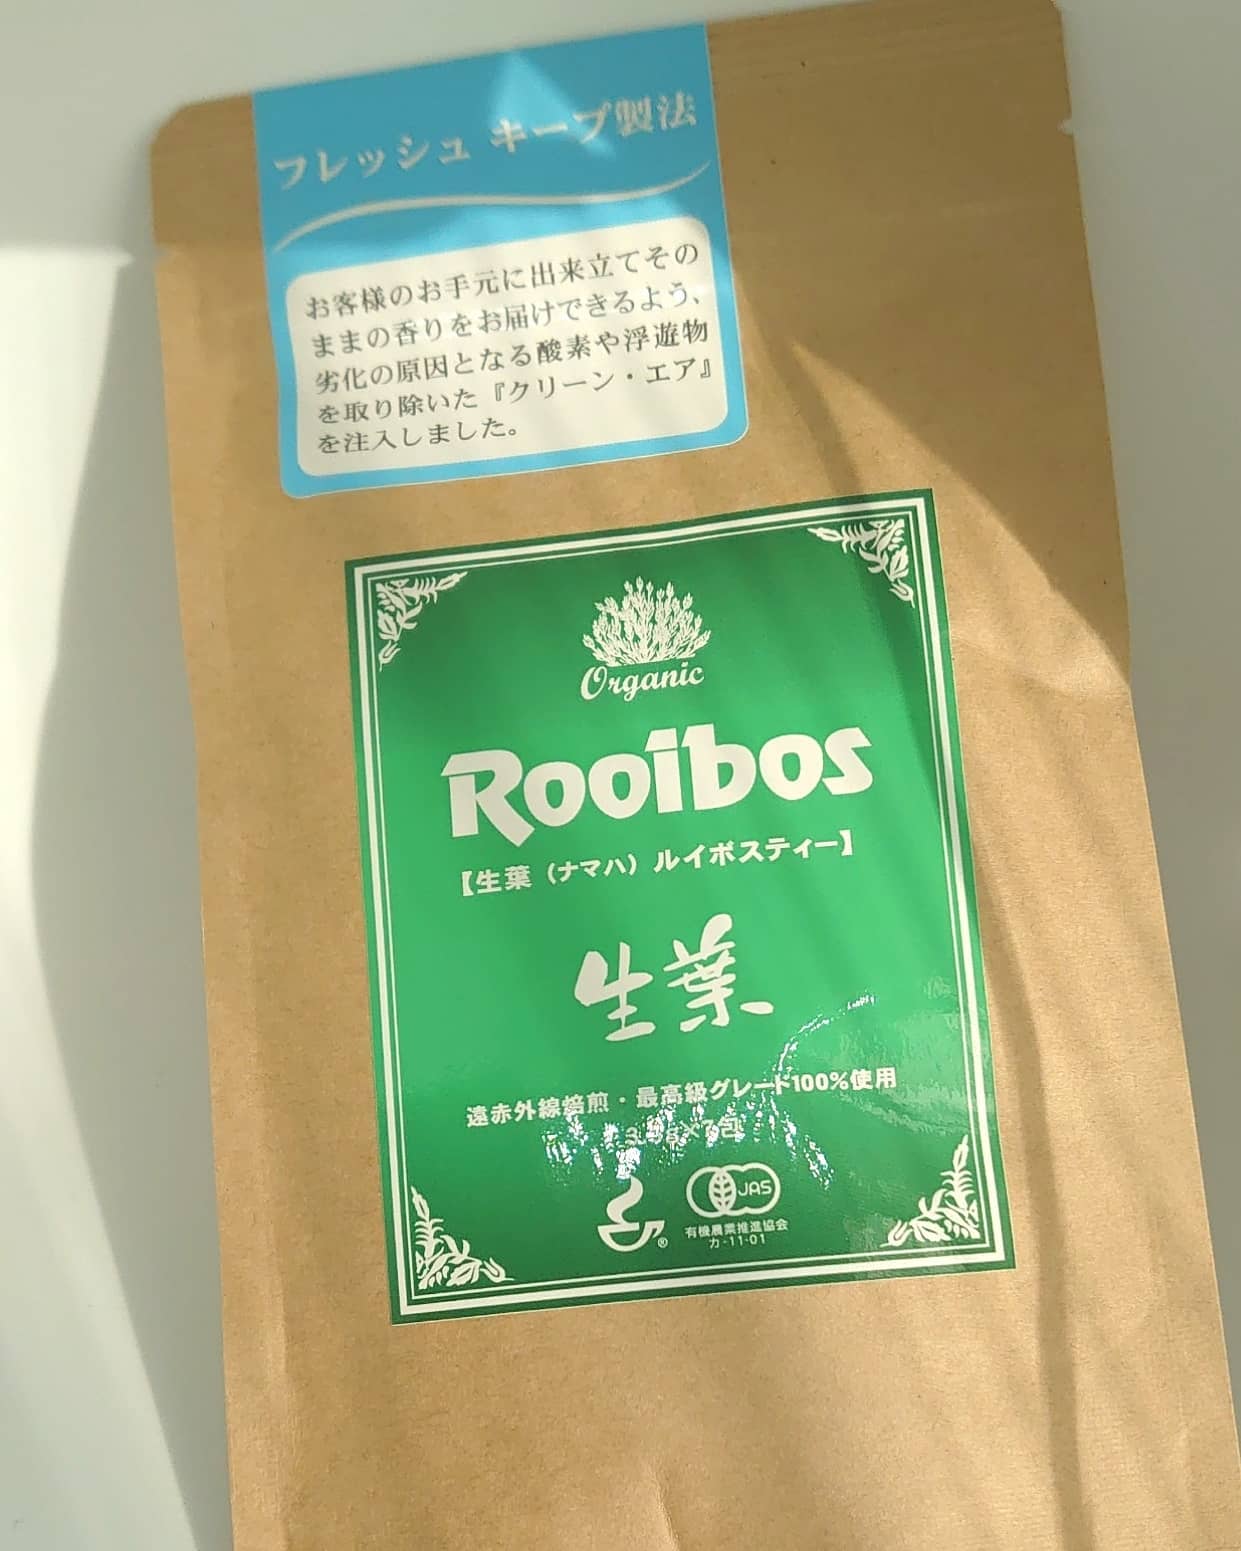 フレッシュ キープ製法
お客様のお手元に出来立てその
ままの香りをお届けできるよう、
劣化の原因となる酸素や浮遊物
を取り除いた『クリーン・エア』
を注入しました。
Organic
Rooibos
【生葉（ナマハ）ルイボスティー】
生葉
遠赤外線焙煎・最高級グレード100%使用
JAS
®
有機農業推進協会
カ-11-01